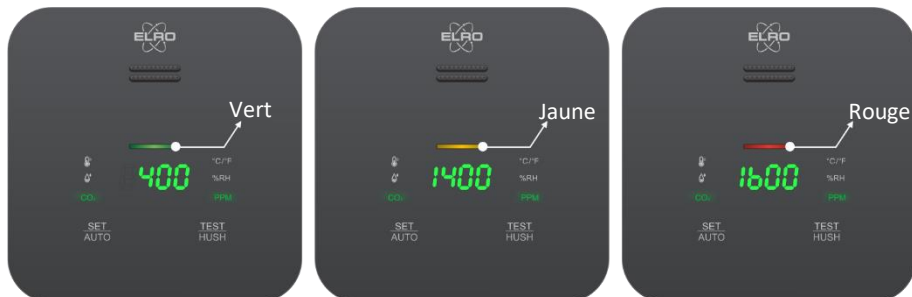 ELRO
Vert
°C/°F
400
%RH
CO₂
PPM
SET
AUTO
TEST
HUSH
ELRO
Jaune
°C/°F
1400
%RH
CO₂
PPM
SET
AUTO
TEST
HUSH
ELRO
Rouge
°C/°F
1600
%RH
CO₂
PPM
SET
AUTO
TEST
HUSH